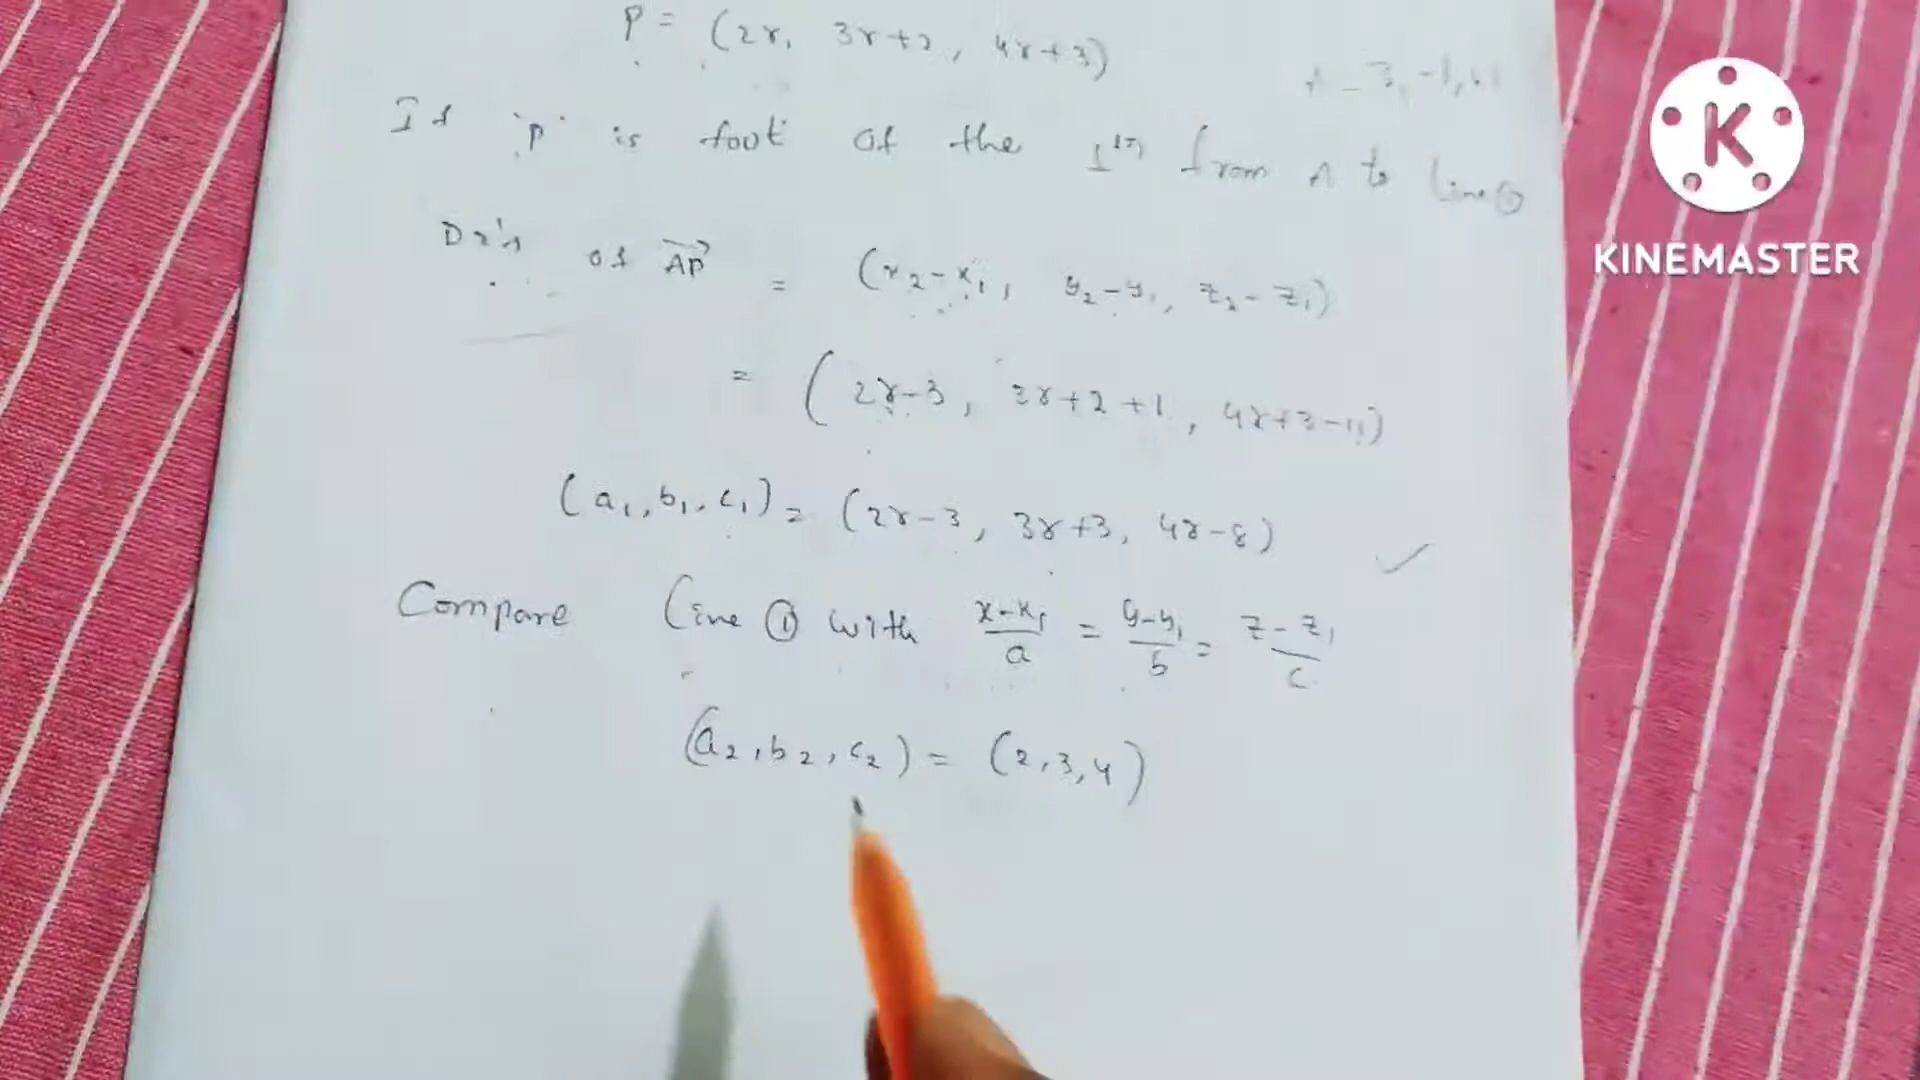 P = (2r, 3r+2, 4r+3)
A = 3, -1, 11
If 'P' is foot of the ⊥er from A to line ①
Dr's of AP = (x₂-x₁, y₂-y₁, z₂-z₁)
= (2r-3, 3r+2+1, 4r+3-11)
(a₁, b₁, c₁) = (2r-3, 3r+3, 4r-8)
Compare Line ① with x-x₁/a = y-y₁/b = z-z₁/c
(a₂, b₂, c₂) = (2, 3, 4)
K
KINEMASTER